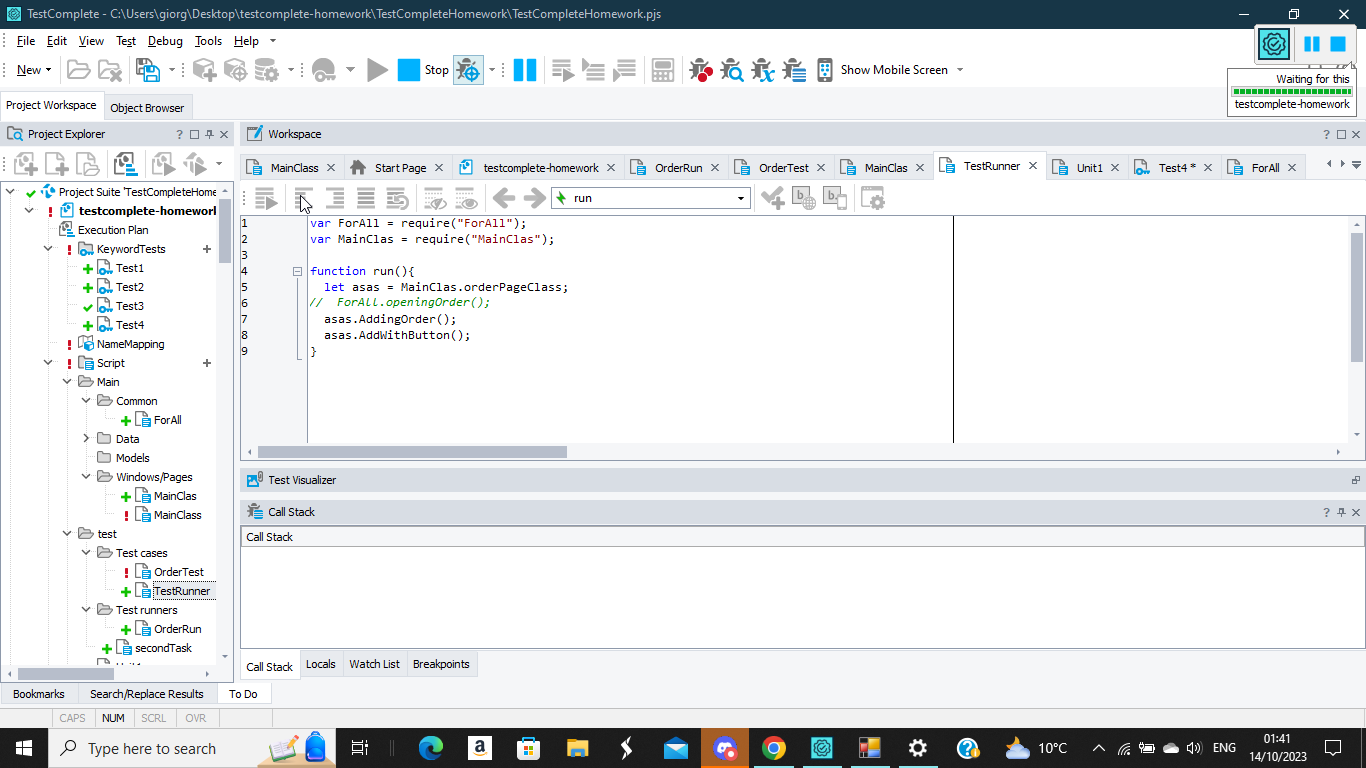 TestComplete - C:\Users\giorg\Desktop\testcomplete-homework\TestCompleteHomework\TestCompleteHomework.pjs
File Edit View Test Debug Tools Help
New Stop Show Mobile Screen
Waiting for this
testcomplete-homework
Project Workspace Object Browser
Project Explorer ?
Workspace ?
MainClass Start Page testcomplete-homework OrderRun OrderTest MainClas TestRunner Unit1 Test4 * ForAll
run
Project Suite 'TestCompleteHome
testcomplete-homework
Execution Plan
KeywordTests
Test1
Test2
Test3
Test4
NameMapping
Script
Main
Common
ForAll
Data
Models
Windows/Pages
MainClas
MainClass
test
Test cases
OrderTest
TestRunner
Test runners
OrderRun
secondTask
Unit1
1 var ForAll = require("ForAll");
2 var MainClas = require("MainClas");
3
4 function run(){
5 let asas = MainClas.orderPageClass;
6 // ForAll.openingOrder();
7 asas.AddingOrder();
8 asas.AddWithButton();
9 }
Test Visualizer
Call Stack ?
Call Stack
Call Stack Locals Watch List Breakpoints
Bookmarks Search/Replace Results To Do
CAPS NUM SCRL OVR
Type here to search
10°C
ENG
01:41
14/10/2023